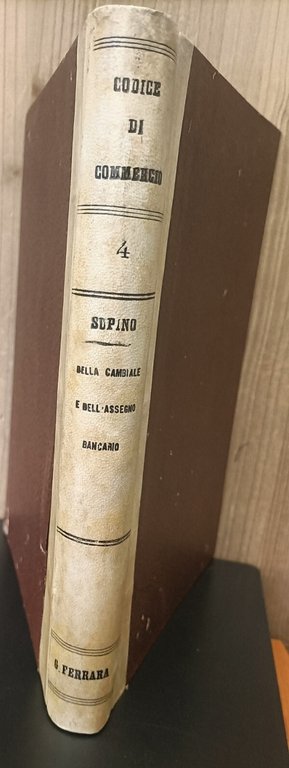 CODICE
DI
COMMERCIO
4
SUPINO
DELLA CAMBIALE
E DELL'ASSEGNO
BANCARIO
G. FERRARA